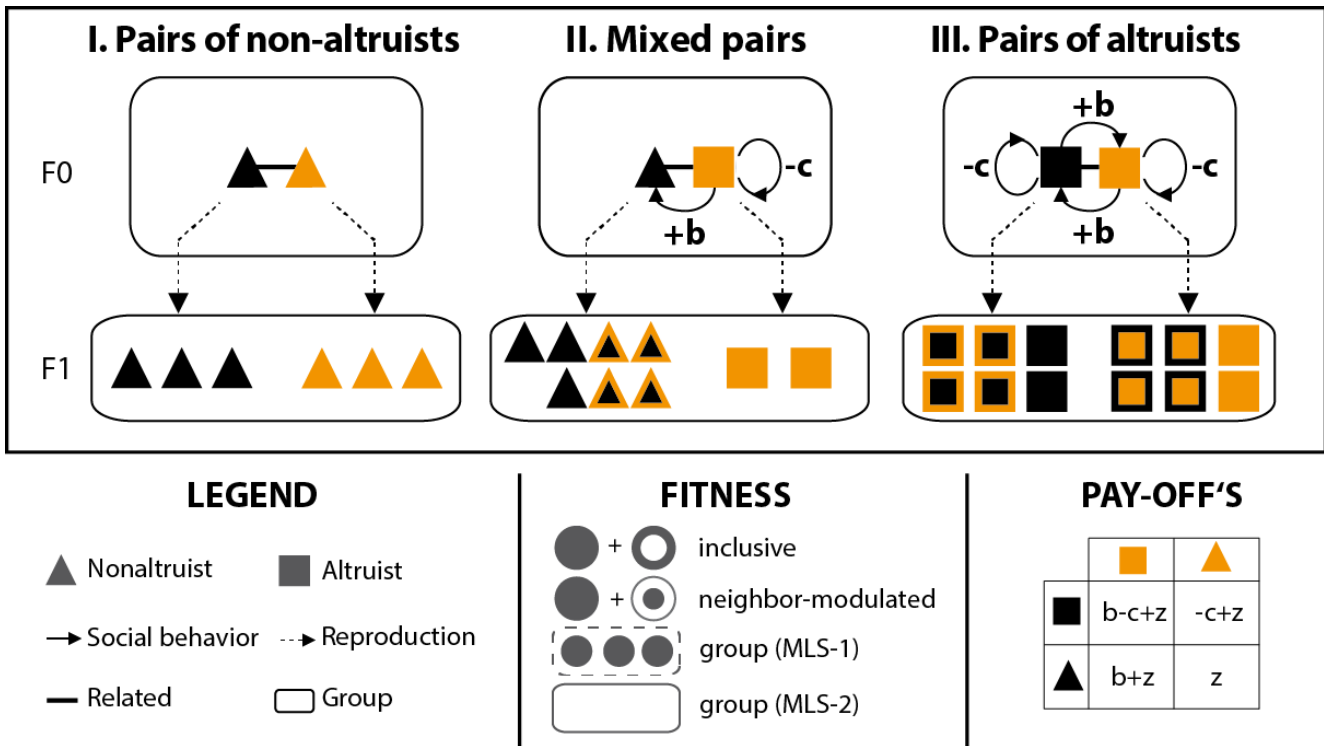 I. Pairs of non-altruists
II. Mixed pairs
III. Pairs of altruists
F0
-c
+b
+b
-c
-c
+b
F1
LEGEND
Nonaltruist
Altruist
Social behavior
Reproduction
Related
Group
FITNESS
+ inclusive
+ neighbor-modulated
group (MLS-1)
group (MLS-2)
PAY-OFF'S
b-c+z -c+z
b+z z